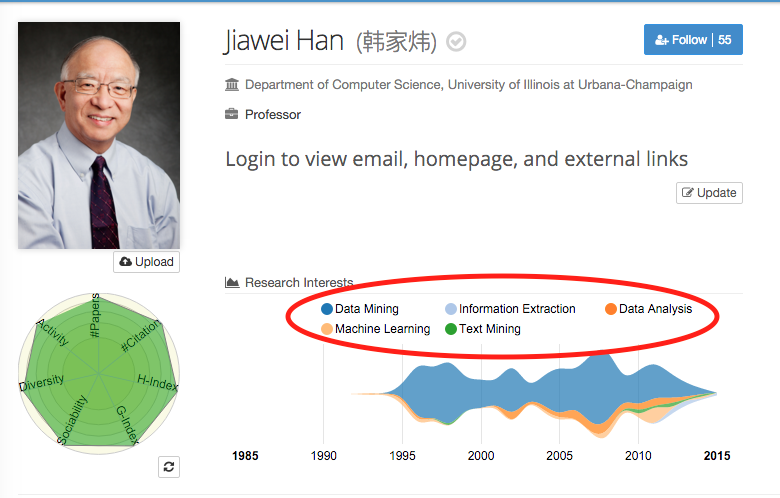 Jiawei Han (韩家炜)
Follow 55
Department of Computer Science, University of Illinois at Urbana-Champaign
Professor
Login to view email, homepage, and external links
Update
Upload
Research Interests
Data Mining Information Extraction Data Analysis
Machine Learning Text Mining
#Papers
#Citation
H-Index
G-Index
Sociability
Diversity
Activity
1985 1990 1995 2000 2005 2010 2015